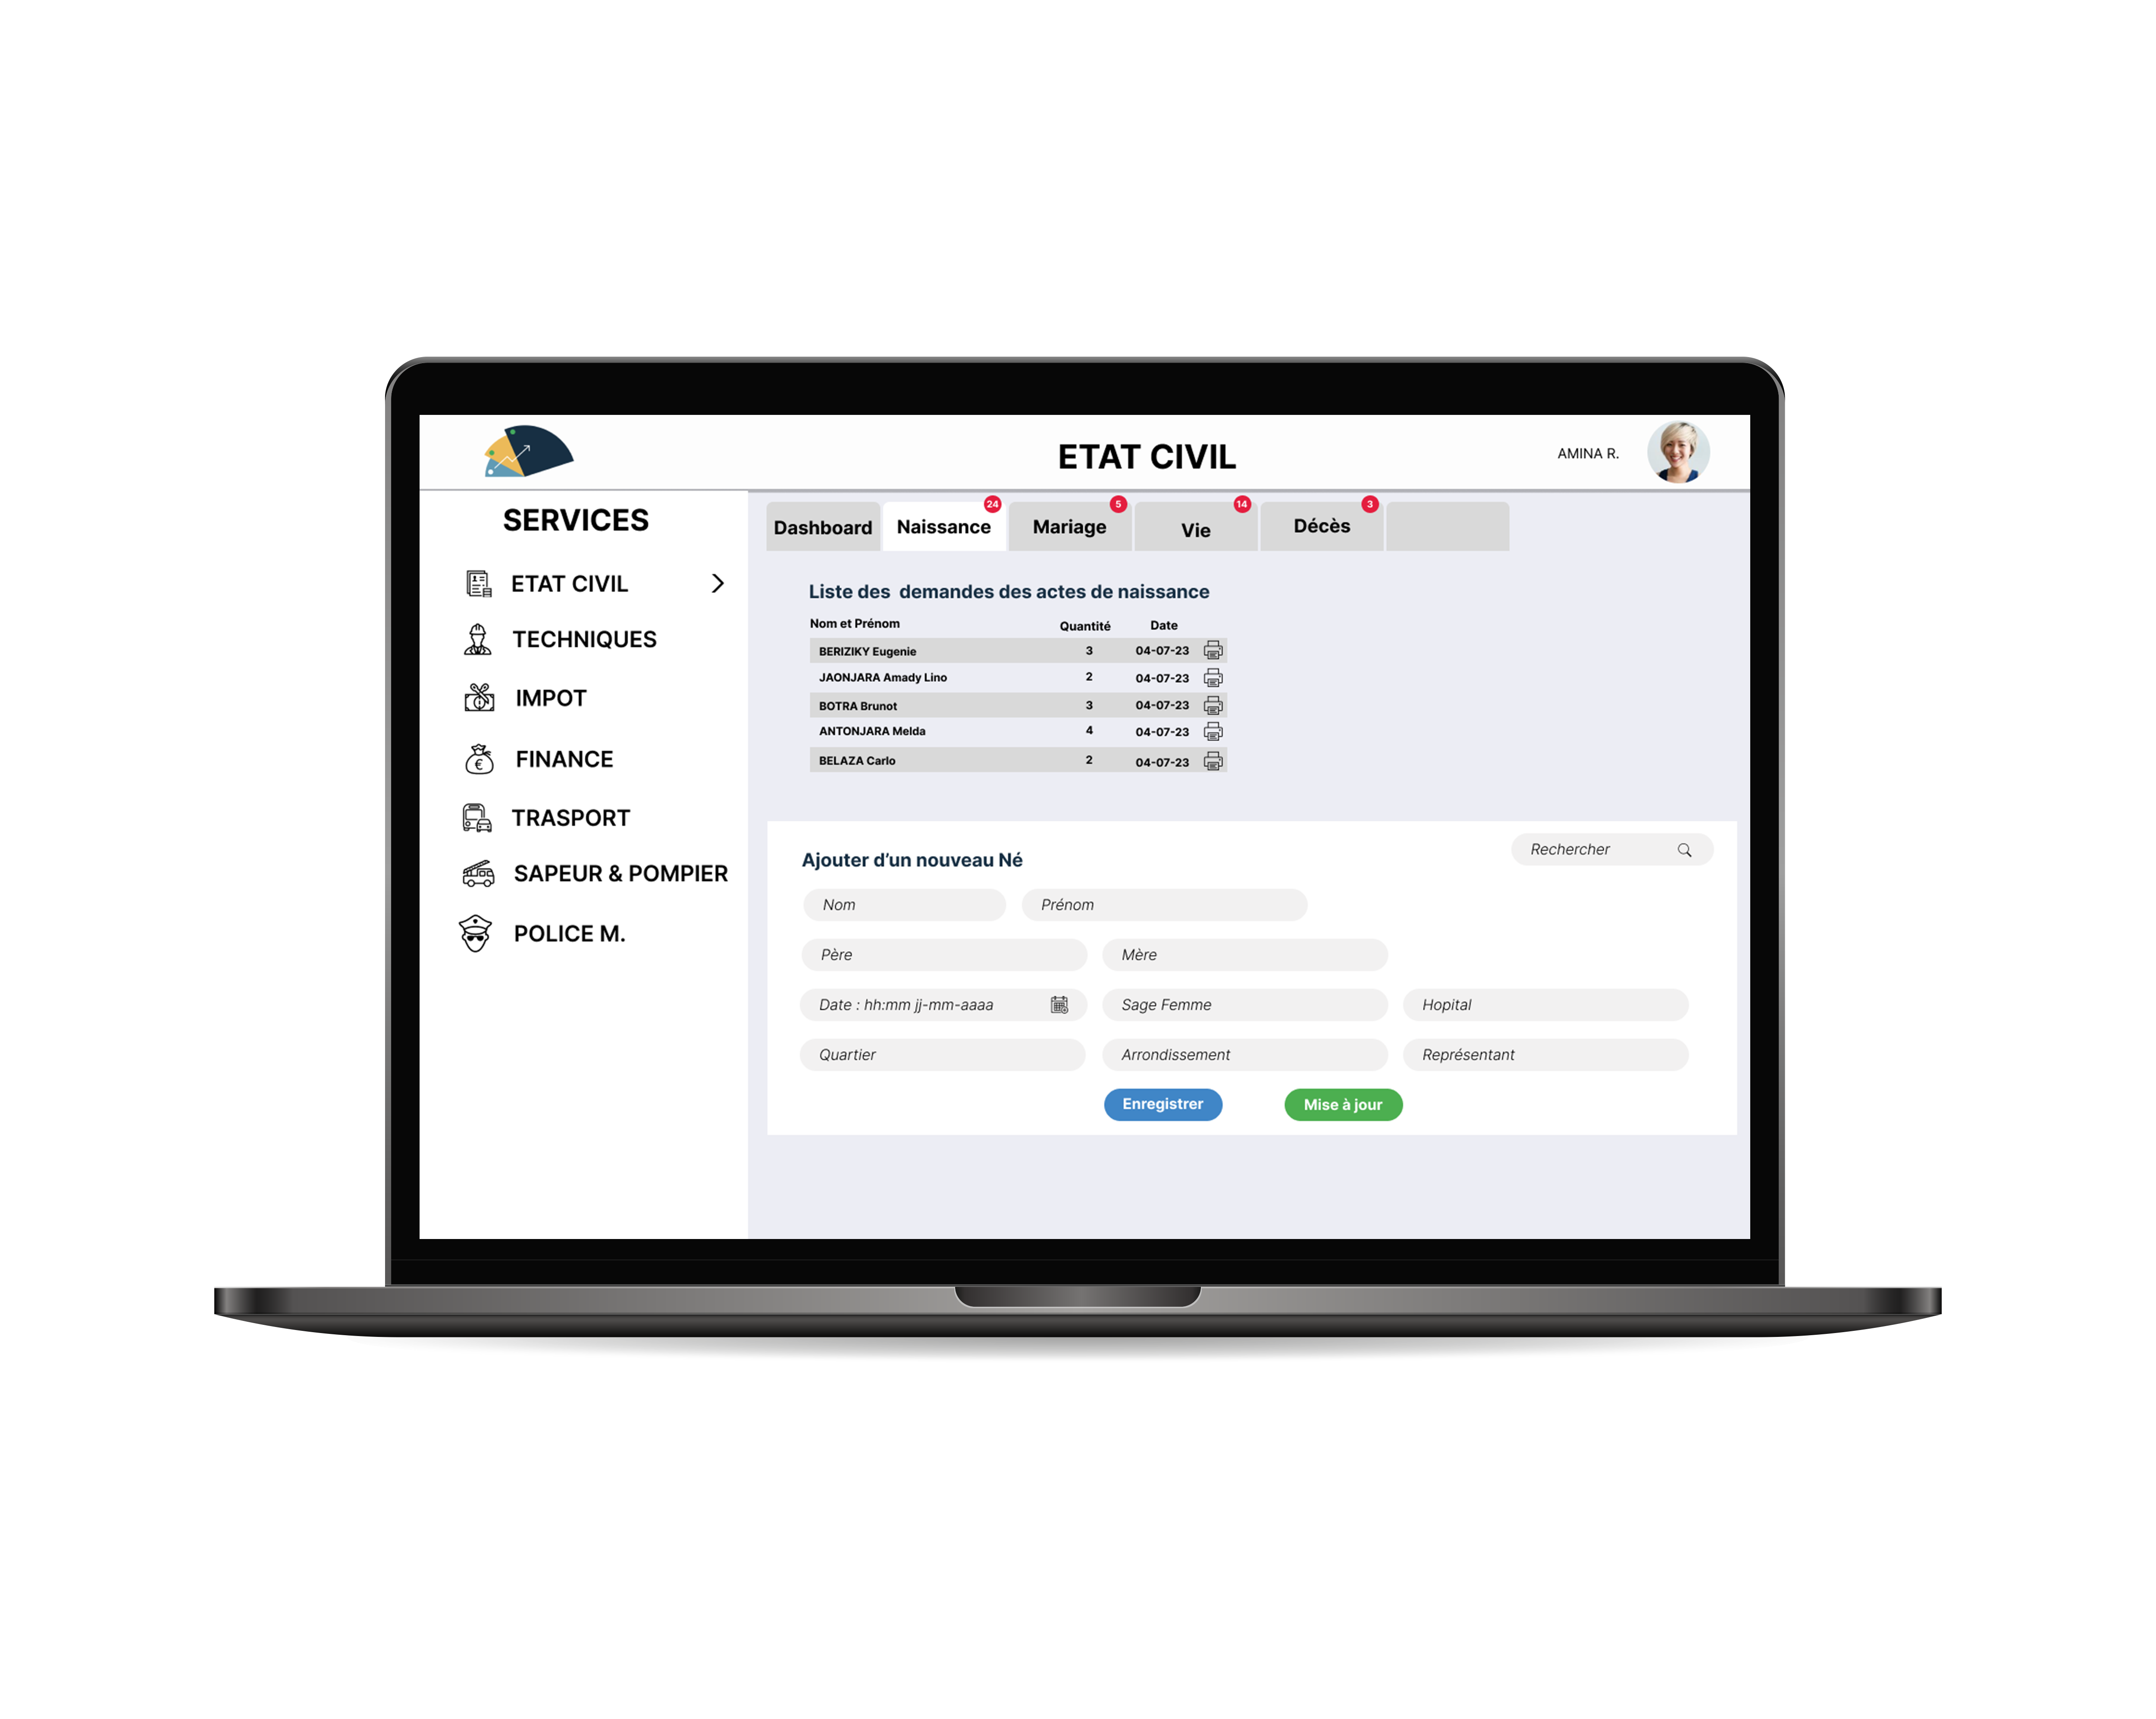 ETAT CIVIL
AMINA R.
SERVICES
ETAT CIVIL
TECHNIQUES
IMPOT
FINANCE
TRASPORT
SAPEUR & POMPIER
POLICE M.
Dashboard
Naissance 24
Mariage 5
Vie 14
Décès 3
Liste des demandes des actes de naissance
Nom et Prénom Quantité Date
BERIZIKY Eugenie 3 04-07-23
JAONJARA Amady Lino 2 04-07-23
BOTRA Brunot 3 04-07-23
ANTONJARA Melda 4 04-07-23
BELAZA Carlo 2 04-07-23
Rechercher
Ajouter d'un nouveau Né
Nom Prénom
Père Mère
Date : hh:mm jj-mm-aaaa Sage Femme Hopital
Quartier Arrondissement Représentant
Enregistrer Mise à jour